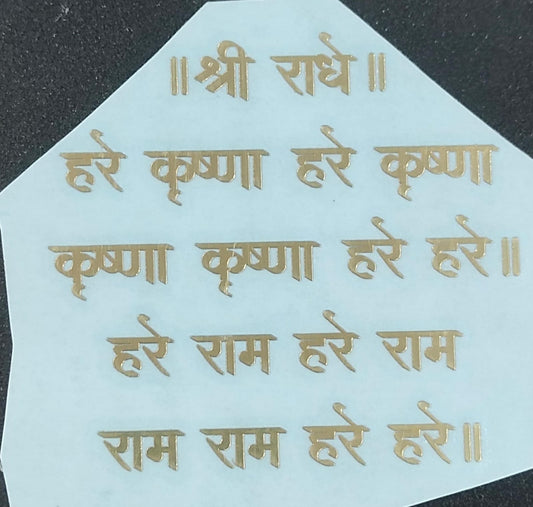 ॥ श्री राधे ॥
हरे कृष्णा हरे कृष्णा
कृष्णा कृष्णा हरे हरे ॥
हरे राम हरे राम
राम राम हरे हरे ॥